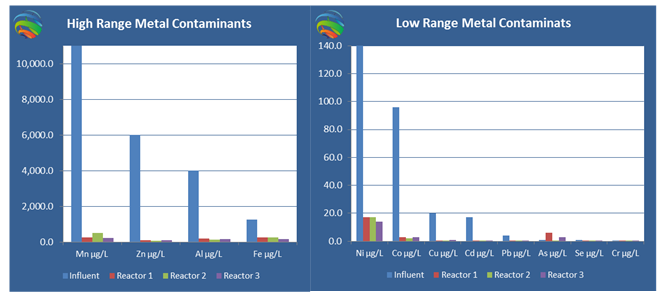 High Range Metal Contaminants
10,000.0
8,000.0
6,000.0
4,000.0
2,000.0
0.0
Mn µg/L Zn µg/L Al µg/L Fe µg/L
Influent Reactor 1 Reactor 2 Reactor 3
Low Range Metal Contaminats
140.0
120.0
100.0
80.0
60.0
40.0
20.0
0.0
Ni µg/L Co µg/L Cu µg/L Cd µg/L Pb µg/L As µg/L Se µg/L Cr µg/L
Influent Reactor 1 Reactor 2 Reactor 3